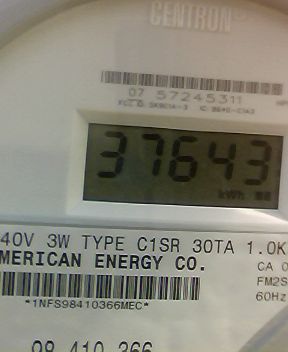 CENTRON
07 57245311
37643
kWh
40V 3W TYPE C1SR 30TA 1.0K
MERICAN ENERGY CO.
CA 0
FM2S
60Hz
*1NFS98410366MEC*
98 410 366